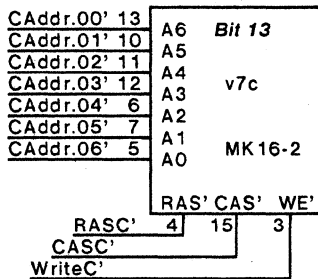 CAddr.00' 13 A6 Bit 13
CAddr.01' 10 A5
CAddr.02' 11 A4 v7c
CAddr.03' 12 A3
CAddr.04' 6 A2
CAddr.05' 7 A1 MK16-2
CAddr.06' 5 A0
RAS' CAS' WE'
RASC' 4 15 3
CASC'
WriteC'